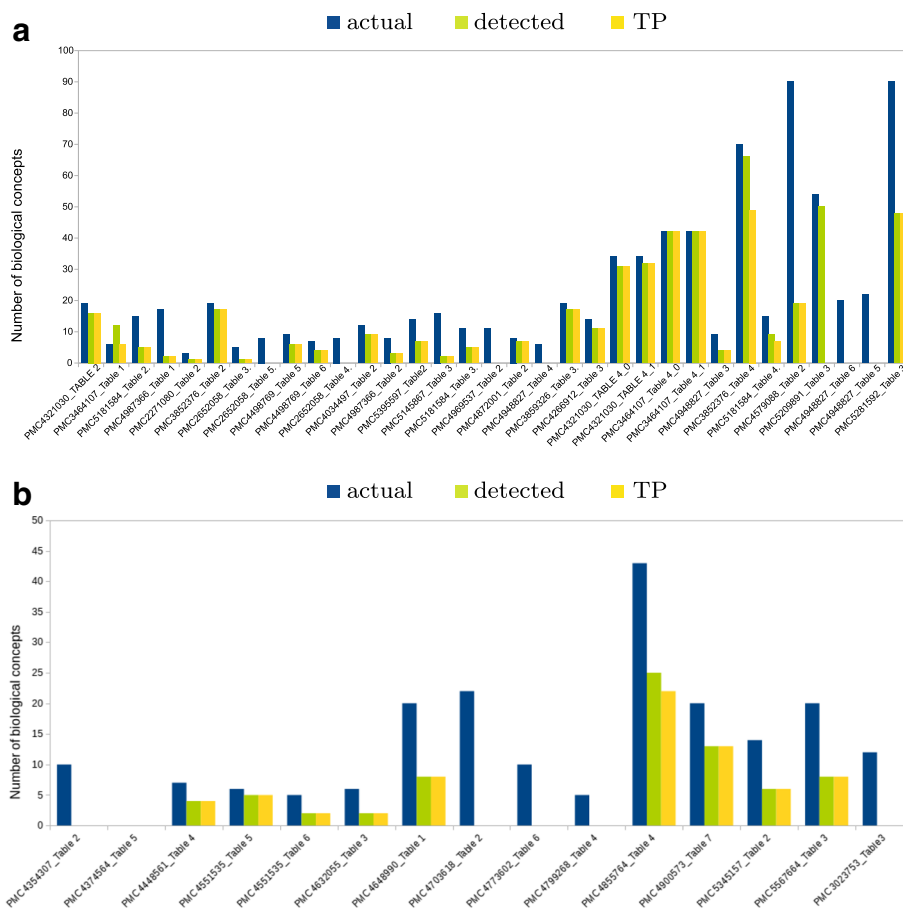 a
actual detected TP
Number of biological concepts
100
90
80
70
60
50
40
30
20
10
0
PMC4321030_TABLE 2
PMC3464107_Table 1
PMC5181584_Table 2.
PMC4987366_Table 1
PMC2271080_Table 2
PMC3852376_Table 2
PMC2652058_Table 3.
PMC2652058_Table 5.
PMC4498769_Table 5
PMC4498769_Table 6
PMC2652058_Table 4.
PMC4034497_Table 2
PMC4987366_Table 2
PMC5395597_Table2
PMC5145867_Table 3
PMC5181584_Table 3.
PMC4969537_Table 2
PMC4872001_Table 2
PMC4948827_Table 4
PMC3859326_Table 3.
PMC4266912_Table 3
PMC4321030_TABLE 4_0
PMC4321030_TABLE 4_1
PMC3464107_Table 4_0
PMC3464107_Table 4_1
PMC4948827_Table 3
PMC3852376_Table 4
PMC5181584_Table 4.
PMC4579088_Table 2
PMC5209891_Table 3
PMC4948827_Table 6
PMC4948827_Table 5
PMC5281592_Table 3
b
actual detected TP
Number of biological concepts
50
45
40
35
30
25
20
15
10
5
0
PMC4354307_Table 2
PMC4374564_Table 5
PMC4448561_Table 4
PMC4551535_Table 5
PMC4551535_Table 6
PMC4632055_Table 3
PMC4648990_Table 1
PMC4703618_Table 2
PMC4773602_Table 6
PMC4799268_Table 4
PMC4855764_Table 4
PMC4900573_Table 7
PMC5345157_Table 2
PMC5567664_Table 3
PMC3023753_Table3